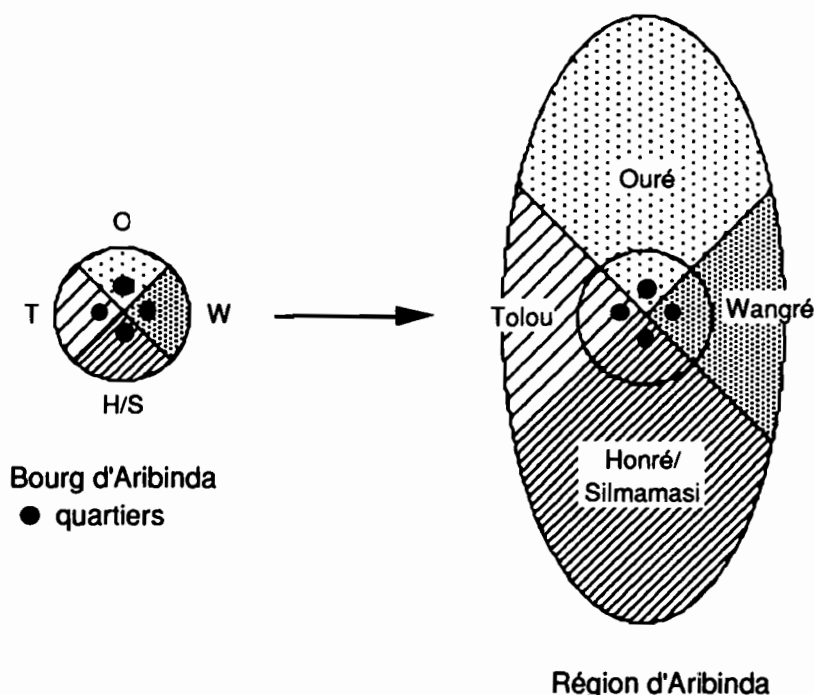 O
T
W
H/S
Bourg d'Aribinda
● quartiers
Ouré
Tolou
Wangré
Honré/
Silmamasi
Région d'Aribinda